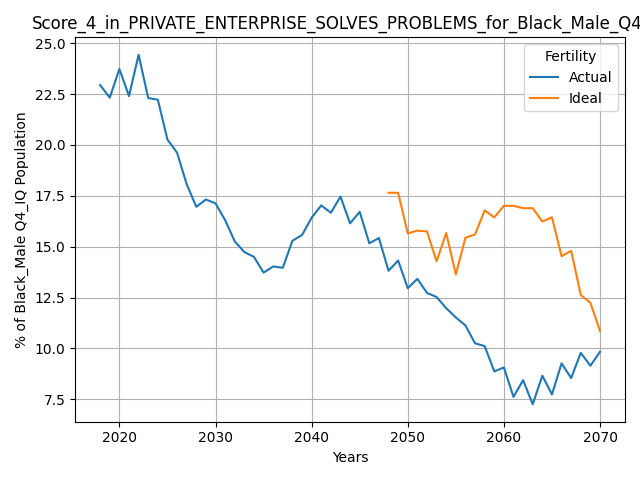 Score_4_in_PRIVATE_ENTERPRISE_SOLVES_PROBLEMS_for_Black_Male_Q4
25.0
22.5
20.0
17.5
15.0
12.5
10.0
7.5
% of Black_Male Q4_IQ Population
Fertility
Actual
Ideal
2020
2030
2040
2050
2060
2070
Years